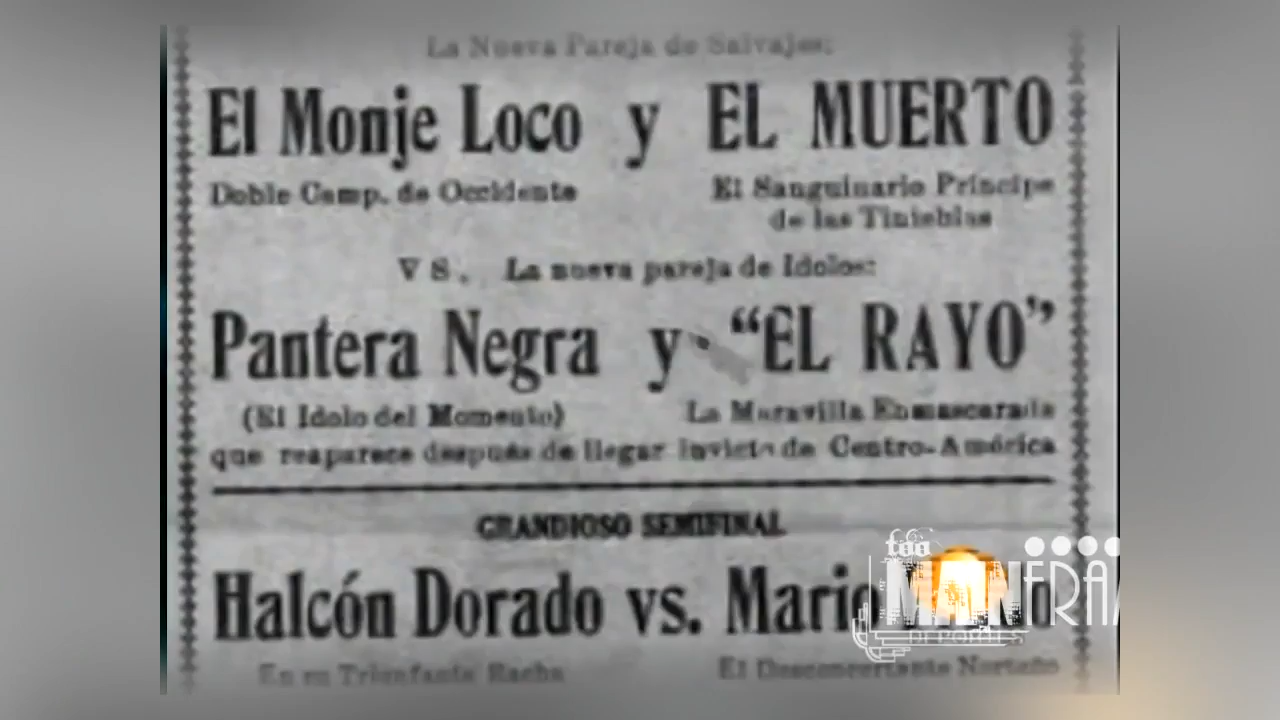 La Nueva Pareja de Salvajes:
El Monje Loco y EL MUERTO
Doble Camp. de Occidente
El Sanguinario Príncipe
de las Tinieblas
VS. La nueva pareja de Idolos:
Pantera Negra y "EL RAYO"
(El Idolo del Momento)
La Maravilla Enmascarada
que reaparece después de llegar invicto de Centro-América
GRANDIOSO SEMIFINAL
Halcón Dorado vs.
En su Triunfante Racha
El Desconcertante Norteño
DEPORTES